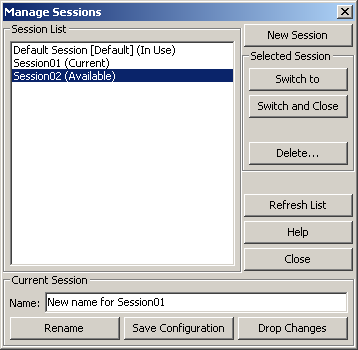 Manage Sessions
Session List
Default Session [Default] (In Use)
Session01 (Current)
Session02 (Available)
New Session
Selected Session
Switch to
Switch and Close
Delete...
Refresh List
Help
Close
Current Session
Name: New name for Session01
Rename Save Configuration Drop Changes